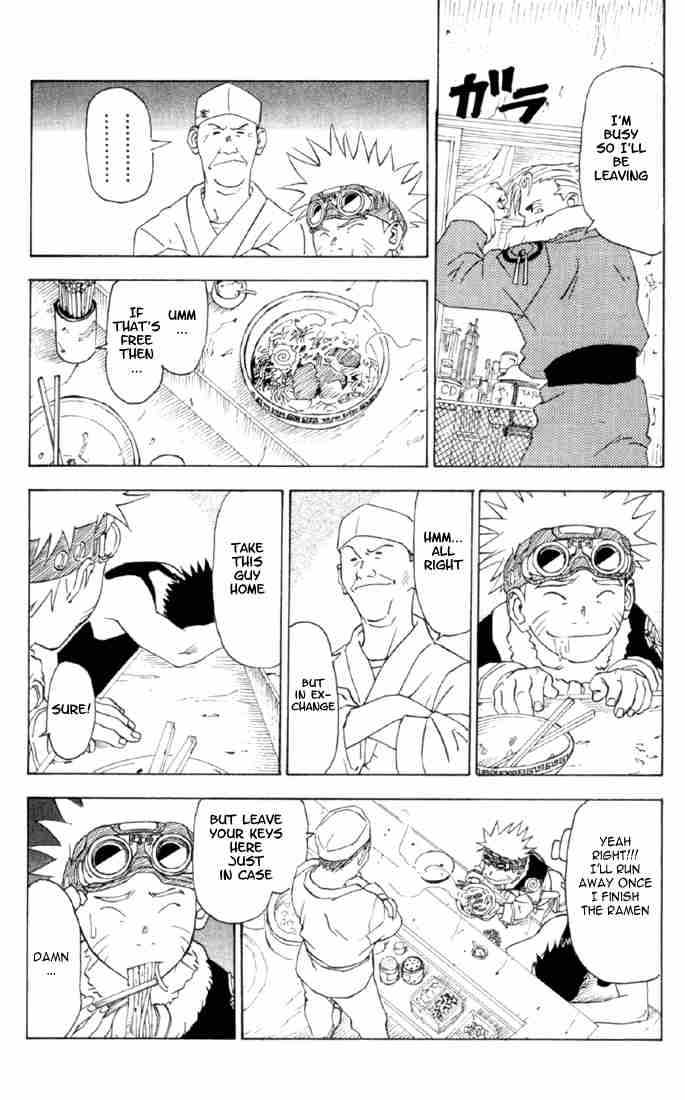 I'M
BUSY
SO I'LL
BE
LEAVING
ガラ
UMM
...
IF
THAT'S
FREE
THEN
...
HMM...
ALL
RIGHT
BUT
IN EX-
CHANGE
TAKE
THIS
GUY
HOME
SURE!
YEAH
RIGHT!!!
I'LL RUN
AWAY ONCE
I FINISH
THE RAMEN
BUT LEAVE
YOUR KEYS
HERE
JUST
IN CASE
DAMN
...